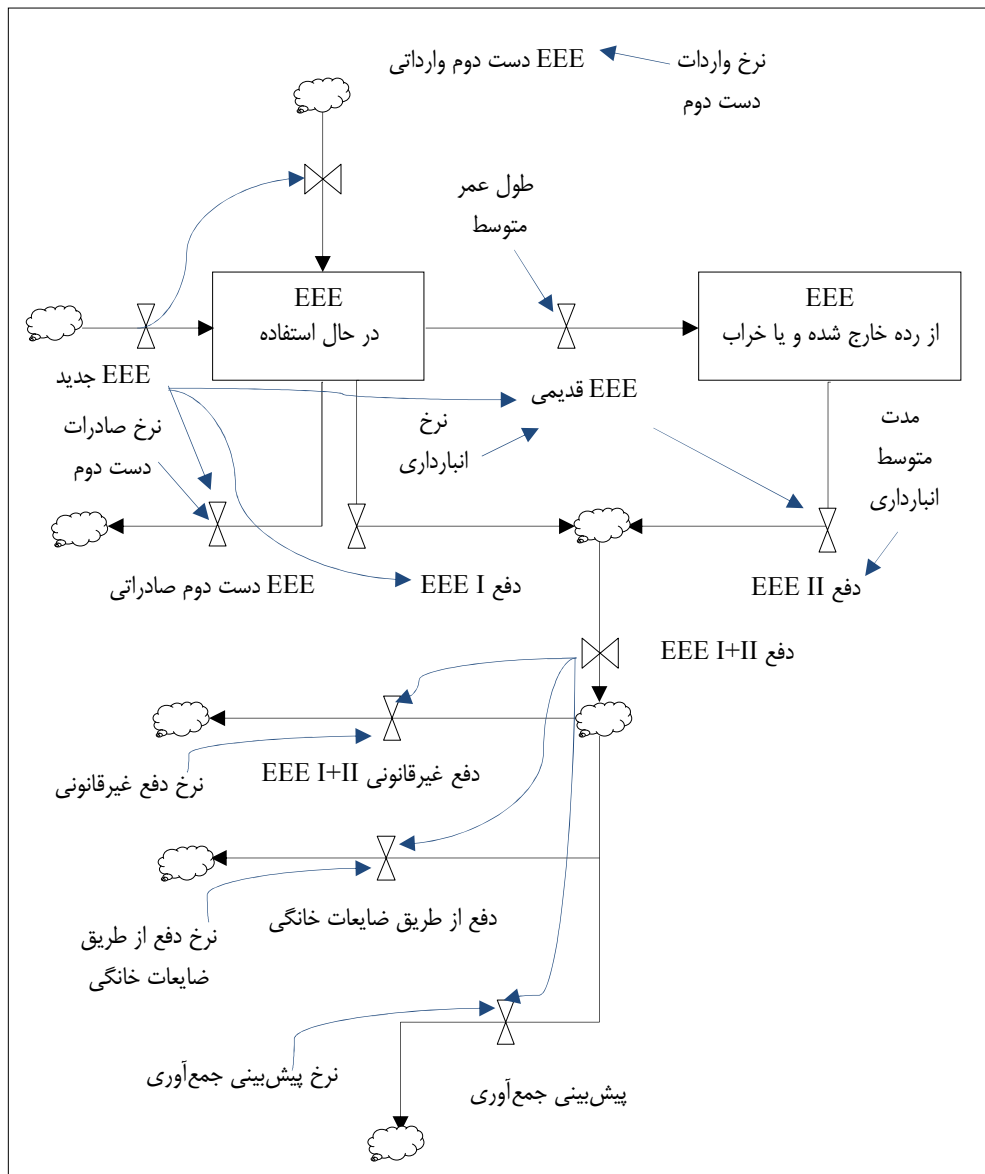 نرخ واردات
دست دوم
EEE دست دوم وارداتی
طول عمر
متوسط
EEE
در حال استفاده
EEE
از رده خارج شده و یا خراب
EEE جدید
EEE قدیمی
نرخ صادرات
دست دوم
نرخ
انبارداری
مدت
متوسط
انبارداری
EEE دست دوم صادراتی
دفع EEE I
دفع EEE II
دفع EEE I+II
نرخ دفع غیرقانونی
دفع غیرقانونی EEE I+II
نرخ دفع از طریق
ضایعات خانگی
دفع از طریق ضایعات خانگی
نرخ پیش‌بینی جمع‌آوری
پیش‌بینی جمع‌آوری